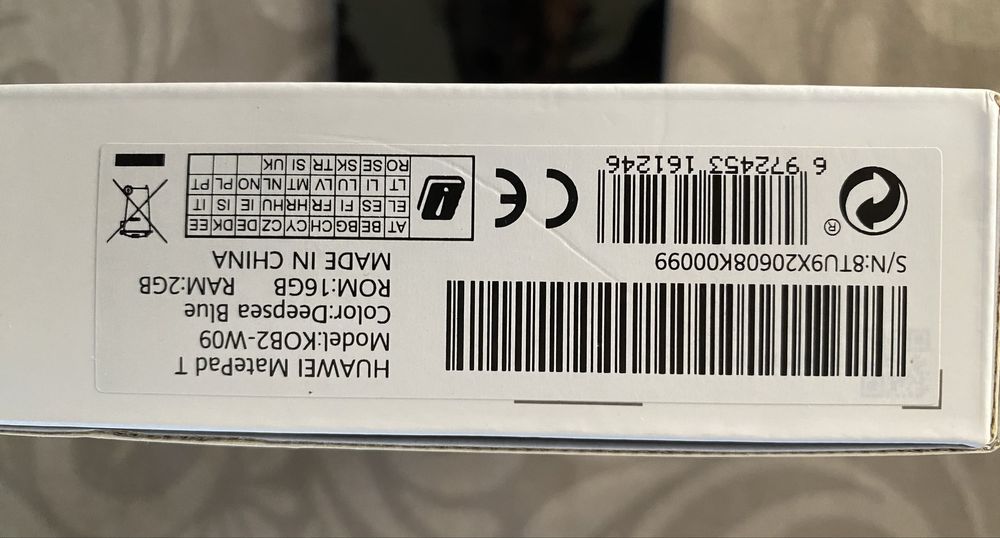 HUAWEI MatePad T
Model:KOB2-W09
Color:Deepsea Blue
ROM:16GB RAM:2GB
MADE IN CHINA
S/N:8TU9X20608K00099
®
6 972453 161246
CE
i
AT BE BG CH CY CZ DE DK EE
EL ES FI FR HR HU IE IS IT
LT LI LU LV MT NL NO PL PT
RO SE SK TR SI UK